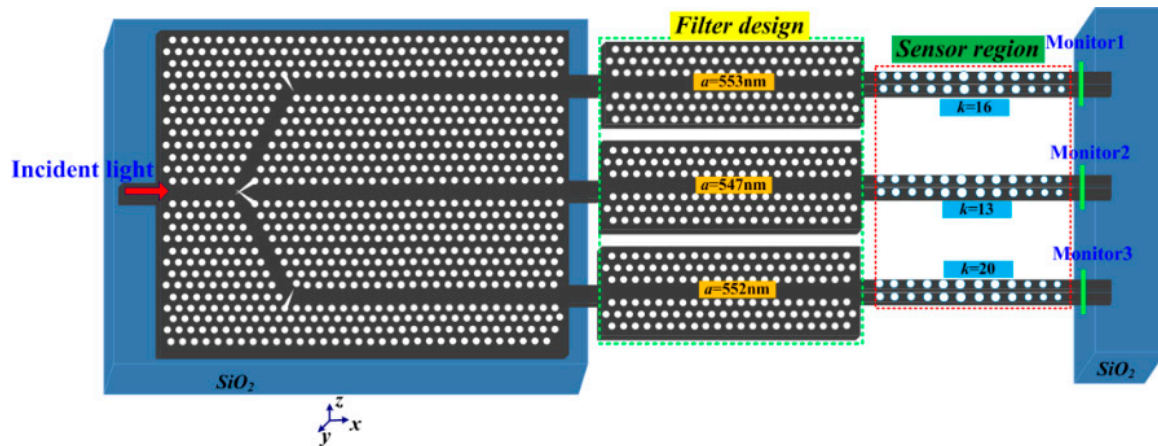 Filter design
Sensor region
Monitor1
a=553nm
k=16
Incident light
Monitor2
a=547nm
k=13
Monitor3
a=552nm
k=20
SiO₂
SiO₂
z
x
y